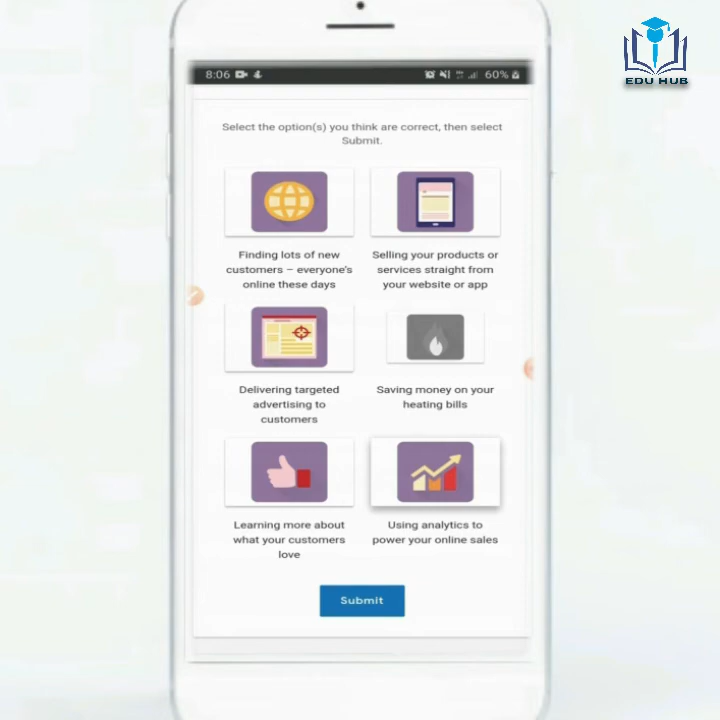 EDU HUB
8:06
60%
Select the option(s) you think are correct, then select
Submit.
Finding lots of new
customers – everyone's
online these days
Selling your products or
services straight from
your website or app
Delivering targeted
advertising to
customers
Saving money on your
heating bills
Learning more about
what your customers
love
Using analytics to
power your online sales
Submit